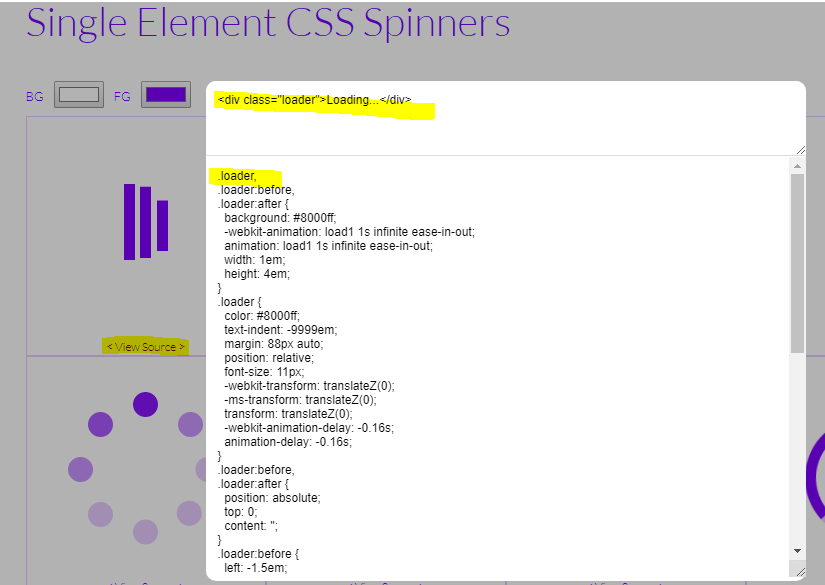 Single Element CSS Spinners
BG
FG
<div class="loader">Loading...</div>
.loader,
.loader:before,
.loader:after {
background: #8000ff;
-webkit-animation: load1 1s infinite ease-in-out;
animation: load1 1s infinite ease-in-out;
width: 1em;
height: 4em;
}
.loader {
color: #8000ff;
text-indent: -9999em;
margin: 88px auto;
position: relative;
font-size: 11px;
-webkit-transform: translateZ(0);
-ms-transform: translateZ(0);
transform: translateZ(0);
-webkit-animation-delay: -0.16s;
animation-delay: -0.16s;
}
.loader:before,
.loader:after {
position: absolute;
top: 0;
content: '';
}
.loader:before {
left: -1.5em;
< View Source >